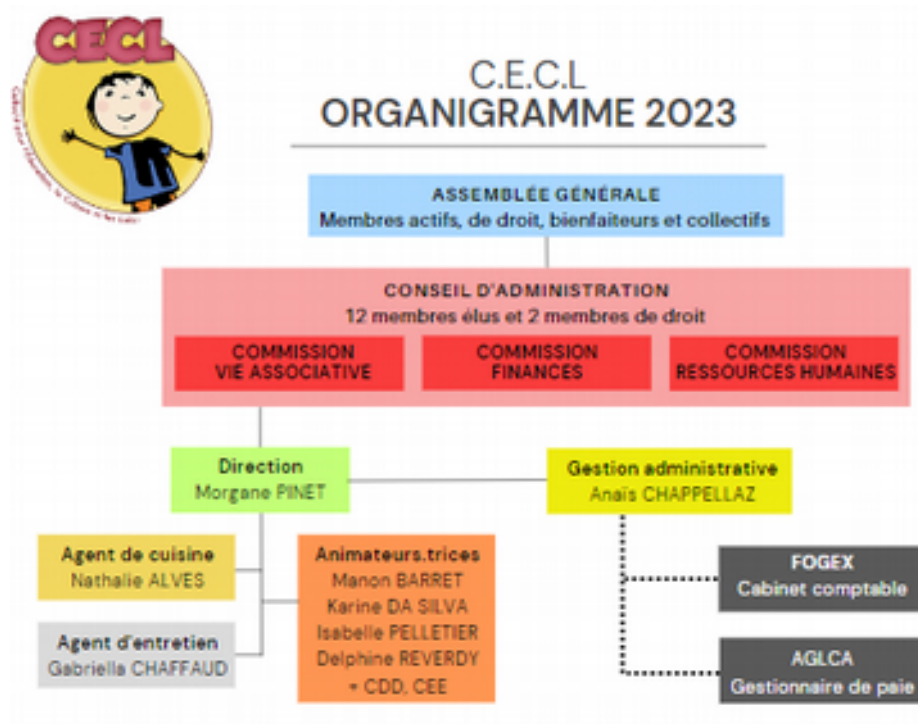 CECL
C.E.C.L
ORGANIGRAMME 2023
ASSEMBLÉE GÉNÉRALE
Membres actifs, de droit, bienfaiteurs et collectifs
CONSEIL D'ADMINISTRATION
12 membres élus et 2 membres de droit
COMMISSION
VIE ASSOCIATIVE
COMMISSION
FINANCES
COMMISSION
RESSOURCES HUMAINES
Direction
Morgane PINET
Gestion administrative
Anaïs CHAPPELLAZ
Agent de cuisine
Nathalie ALVES
Agent d'entretien
Gabriella CHAFFAUD
Animateurs.trices
Manon BARRET
Karine DA SILVA
Isabelle PELLETIER
Delphine REVERDY
+ CDD, CEE
FOGEX
Cabinet comptable
AGLCA
Gestionnaire de paie